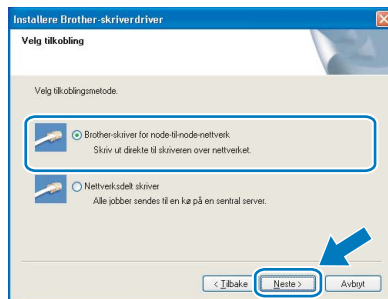 Installere Brother-skriverdriver
Velg tilkobling
Velg tilkoblingsmetode.
Brother-skriver for node-til-node-nettverk
Skriv ut direkte til skriveren over nettverket.
Nettverksdelt skriver
Alle jobber sendes til en kø på en sentral server.
< Tilbake Neste > Avbryt